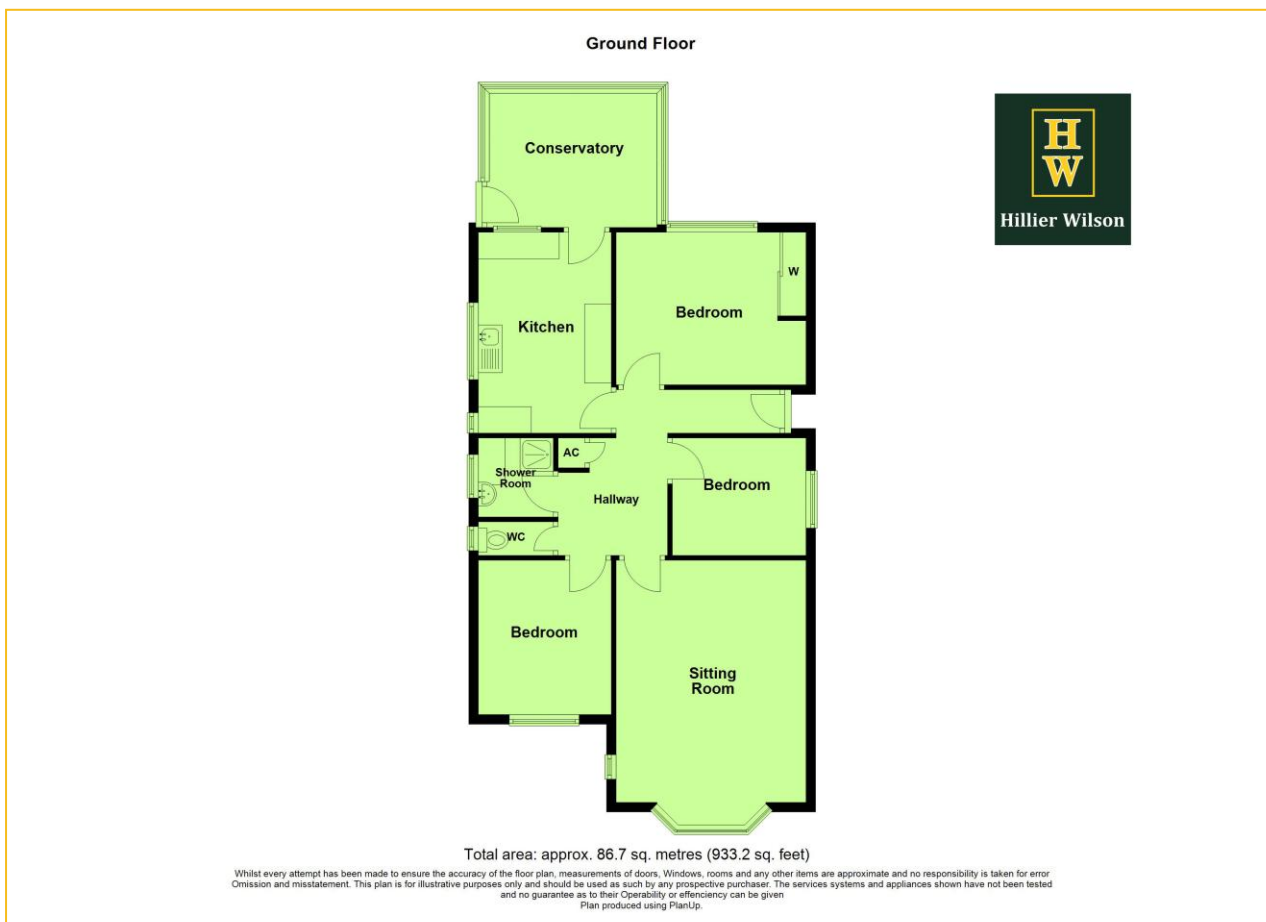 Ground Floor
H
W
Hillier Wilson
Conservatory
Kitchen
Bedroom
W
AC
Shower
Room
Hallway
Bedroom
WC
Bedroom
Sitting
Room
Total area: approx. 86.7 sq. metres (933.2 sq. feet)
Whilst every attempt has been made to ensure the accuracy of the floor plan, measurements of doors, Windows, rooms and any other items are approximate and no responsibility is taken for error
Omission and misstatement. This plan is for illustrative purposes only and should be used as such by any prospective purchaser. The services systems and appliances shown have not been tested
and no guarantee as to their Operability or effenciency can be given
Plan produced using PlanUp.